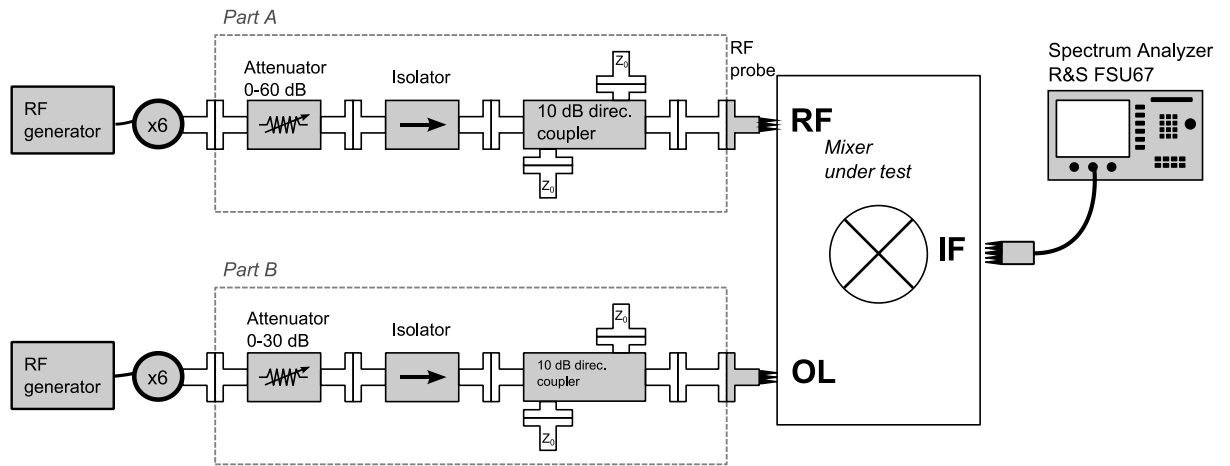 Part A
RF
generator
x6
Attenuator
0-60 dB
Isolator
10 dB direc.
coupler
Z0
Z0
RF
probe
RF
Mixer
under test
IF
OL
Spectrum Analyzer
R&S FSU67
Part B
RF
generator
x6
Attenuator
0-30 dB
Isolator
10 dB direc.
coupler
Z0
Z0